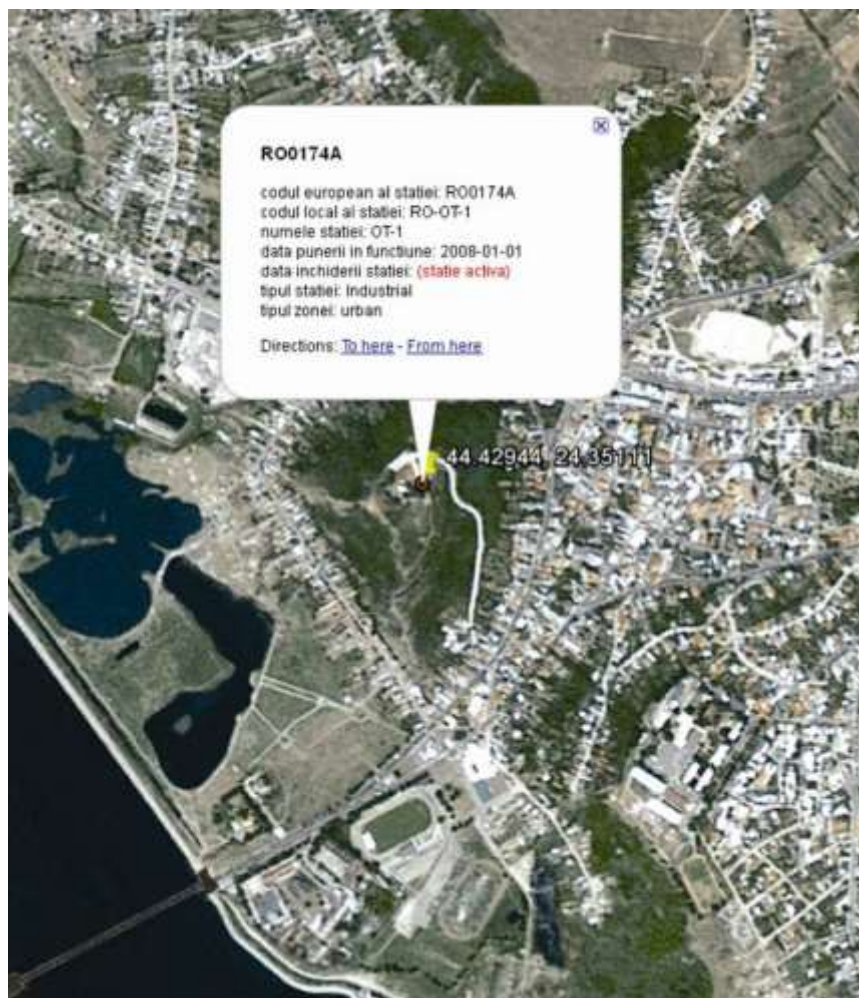 RO0174A
codul european al statiei: RO0174A
codul local al statiei: RO-OT-1
numele statiei: OT-1
data punerii in functiune: 2008-01-01
data inchiderii statiei: (statie activa)
tipul statiei: Industrial
tipul zonei: urban
Directions: To here - From here
44.42944, 24.35111